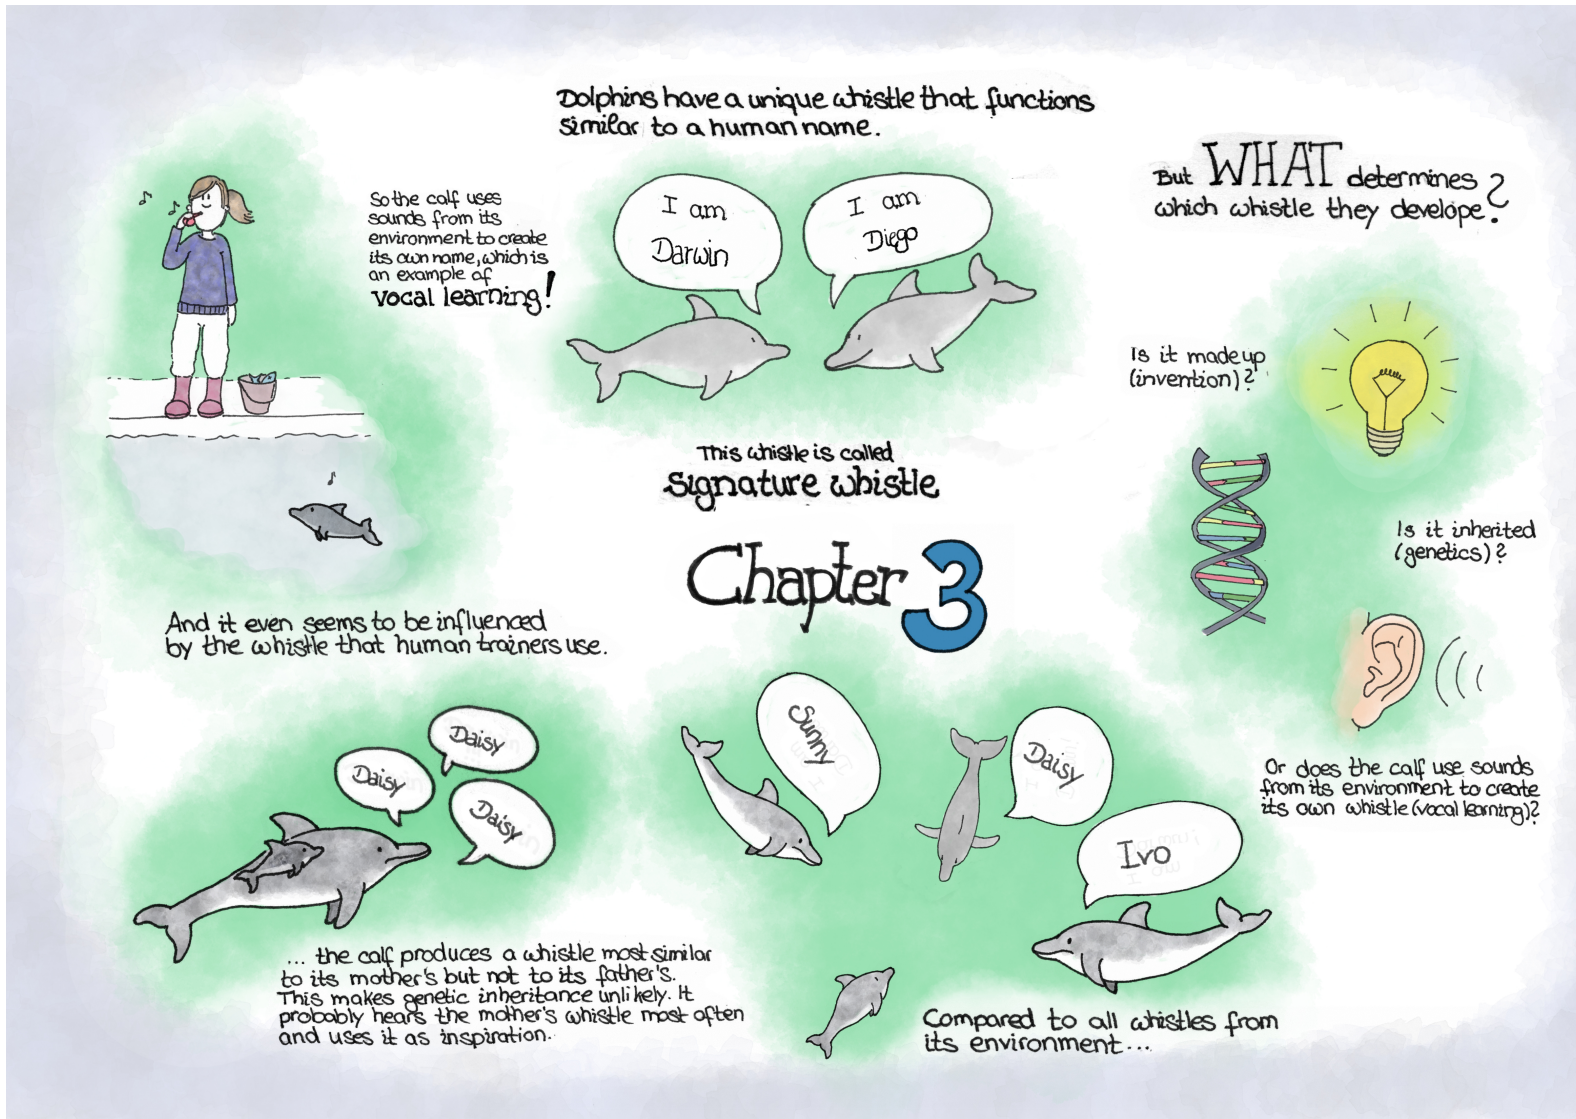 Dolphins have a unique whistle that functions
similar to a human name.
I am
Darwin
I am
Diego
This whistle is called
signature whistle
Chapter 3
But WHAT determines
which whistle they develope?
Is it made up
(invention)?
Is it inherited
(genetics)?
Or does the calf use sounds
from its environment to create
its own whistle (vocal learning)?
Sunny
Daisy
Ivo
Compared to all whistles from
its environment...
Daisy
Daisy
Daisy
... the calf produces a whistle most similar
to its mother's but not to its father's.
This makes genetic inheritance unlikely. It
probably hears the mother's whistle most often
and uses it as inspiration.
And it even seems to be influenced
by the whistle that human trainers use.
So the calf uses
sounds from its
environment to create
its own name, which is
an example of
vocal learning!